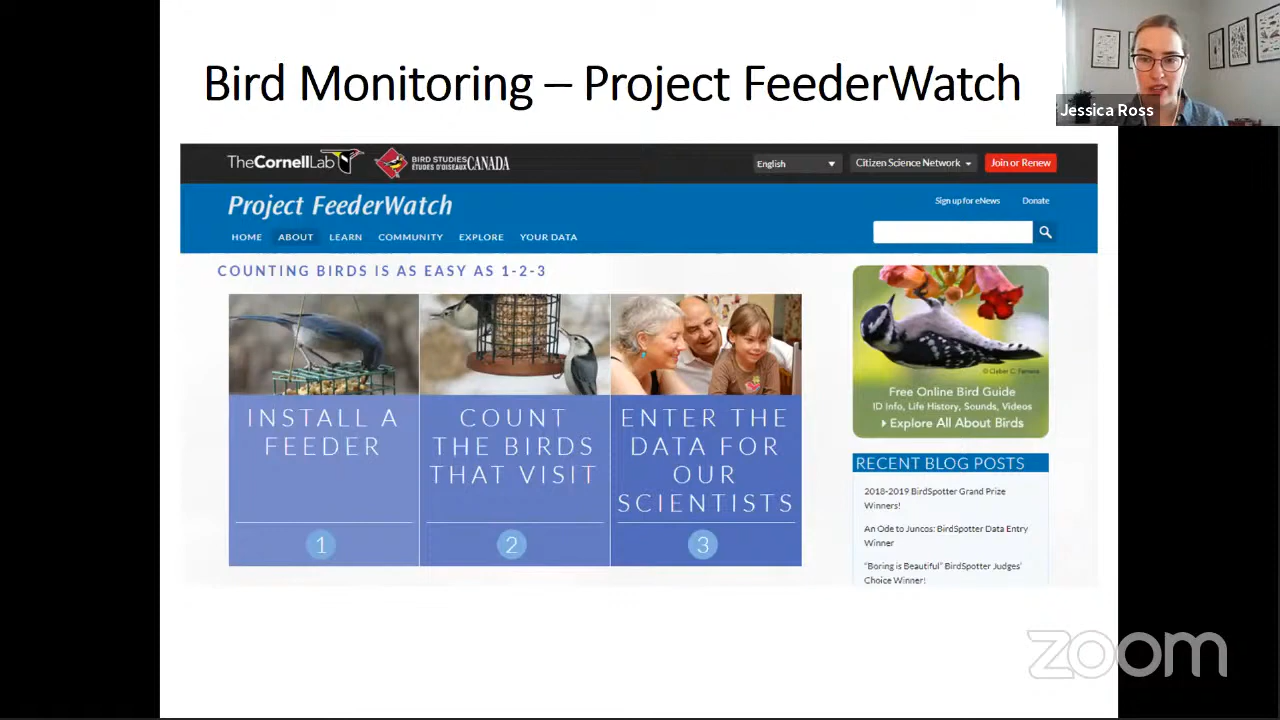 Bird Monitoring – Project FeederWatch
Jessica Ross
TheCornellLab
BIRD STUDIES
ÉTUDES D'OISEAUX CANADA
English
Citizen Science Network
Join or Renew
Project FeederWatch
Sign up for eNews
Donate
HOME ABOUT LEARN COMMUNITY EXPLORE YOUR DATA
COUNTING BIRDS IS AS EASY AS 1-2-3
INSTALL A
FEEDER
1
COUNT
THE BIRDS
THAT VISIT
2
ENTER THE
DATA FOR
OUR
SCIENTISTS
3
Free Online Bird Guide
ID Info, Life History, Sounds, Videos
Explore All About Birds
RECENT BLOG POSTS
2018-2019 BirdSpotter Grand Prize
Winners!
An Ode to Juncos: BirdSpotter Data Entry
Winner
"Boring is Beautiful" BirdSpotter Judges'
Choice Winner!
zoom